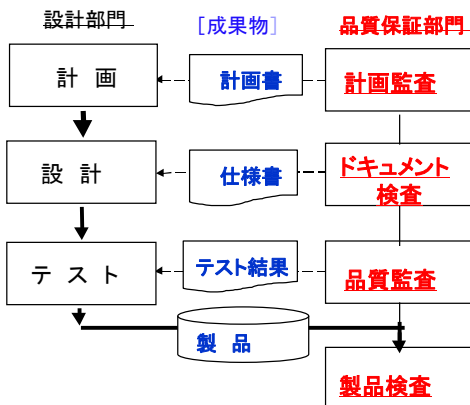 設計部門 [成果物] 品質保証部門
計 画 計画書 計画監査
設 計 仕様書 ドキュメント
検査
テ ス ト テスト結果 品質監査
製 品
製品検査